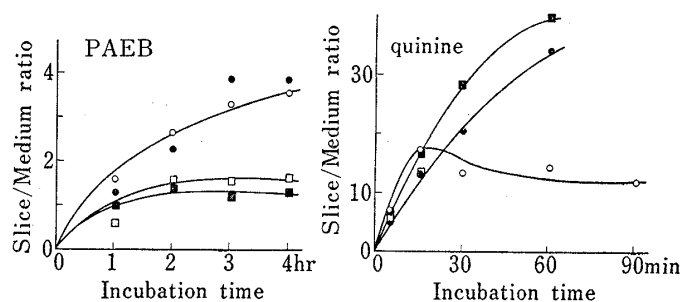 PAEB
Slice/Medium ratio
4
2
0
0
1
2
3
4hr
Incubation time
quinine
Slice/Medium ratio
30
10
0
0
30
60
90min
Incubation time